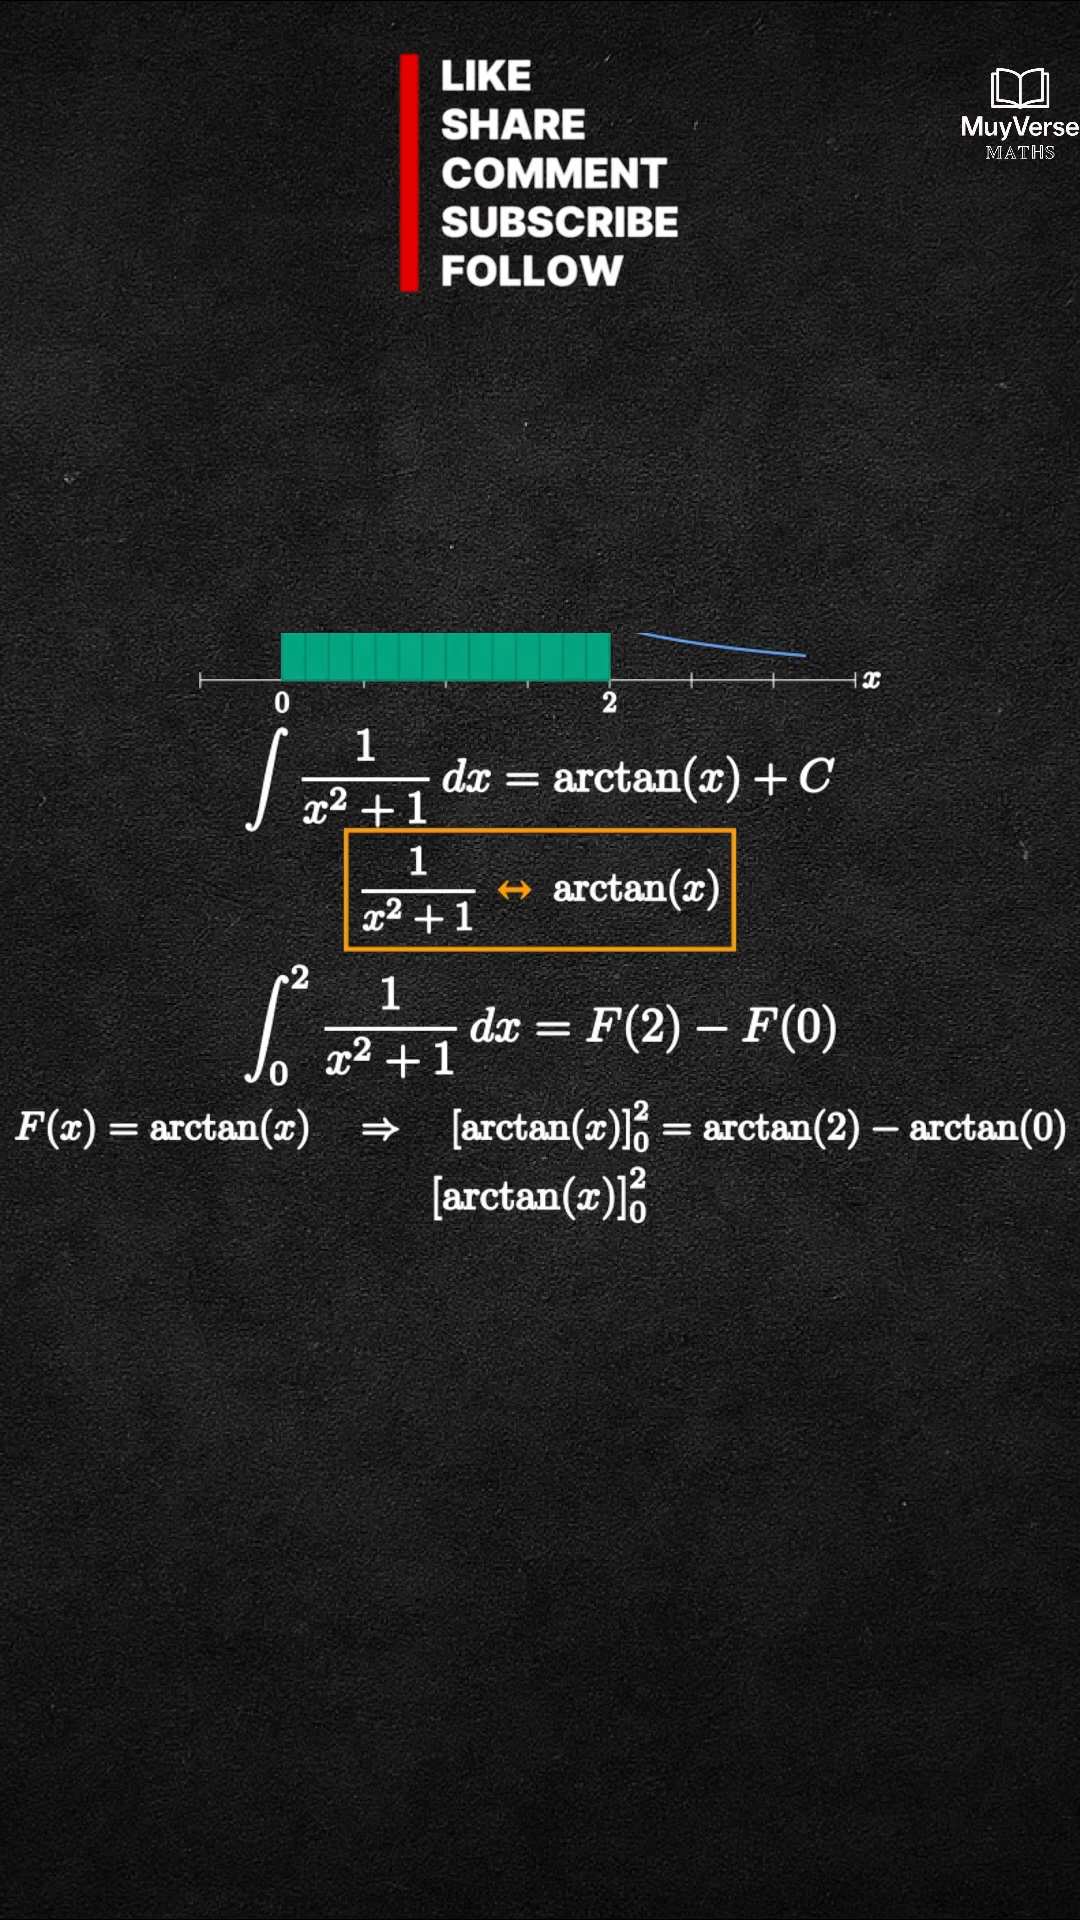 LIKE
SHARE
COMMENT
SUBSCRIBE
FOLLOW
MuyVerse
MATHS
x
0 2
∫ 1/(x² + 1) dx = arctan(x) + C
1/(x² + 1) ↔ arctan(x)
∫₀² 1/(x² + 1) dx = F(2) − F(0)
F(x) = arctan(x) ⇒ [arctan(x)]₀² = arctan(2) − arctan(0)
[arctan(x)]₀²